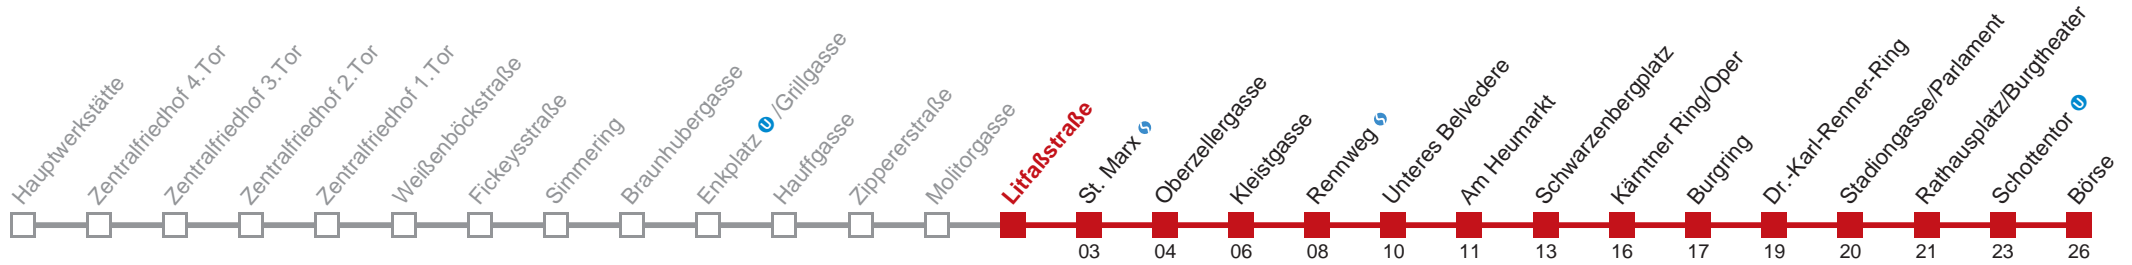 Hauptwerkstätte
Zentralfriedhof 4.Tor
Zentralfriedhof 3.Tor
Zentralfriedhof 2.Tor
Zentralfriedhof 1.Tor
Weißenböckstraße
Fickeysstraße
Simmering
Braunhubergasse
Enkplatz U /Grillgasse
Hauffgasse
Zippererstraße
Molitorgasse
Litfaßstraße
St. Marx S
Oberzellergasse
Kleistgasse
Rennweg S
Unteres Belvedere
Am Heumarkt
Schwarzenbergplatz
Kärntner Ring/Oper
Burgring
Dr.-Karl-Renner-Ring
Stadiongasse/Parlament
Rathausplatz/Burgtheater
Schottentor U
Börse
03 04 06 08 10 11 13 16 17 19 20 21 23 26